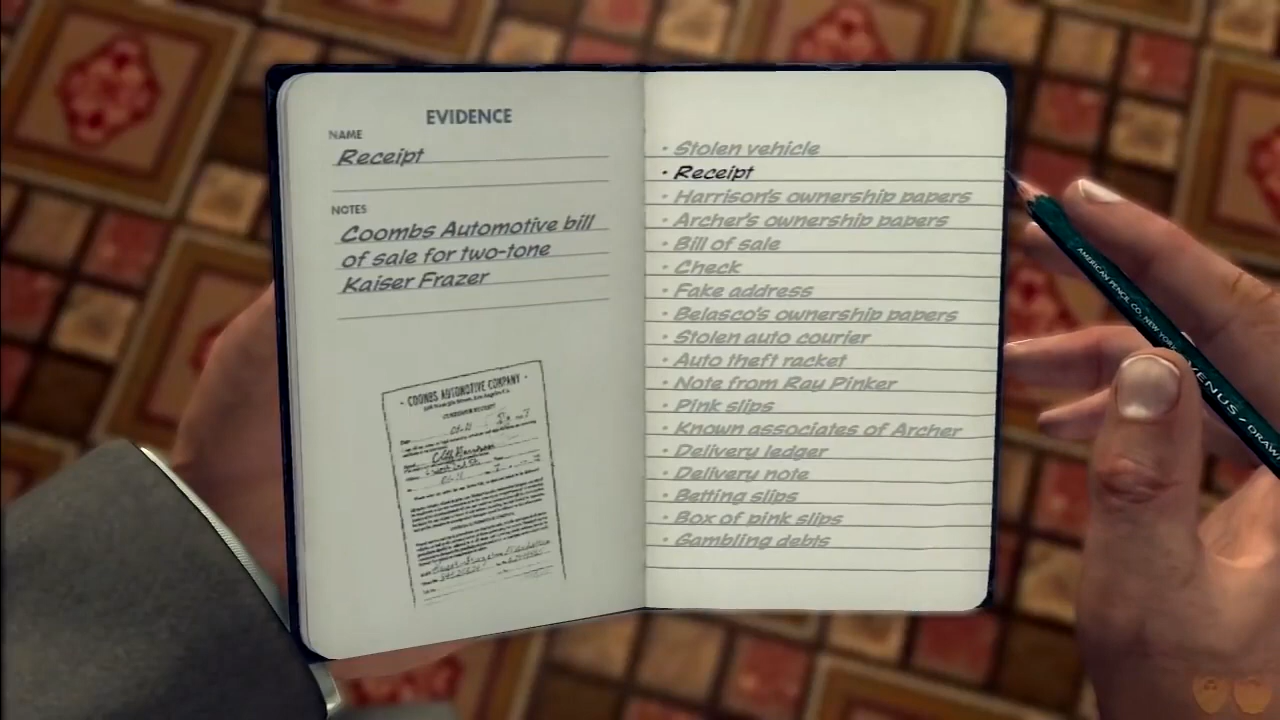 EVIDENCE
NAME
Receipt
NOTES
Coombs Automotive bill
of sale for two-tone
Kaiser Frazer
· COOMBS AUTOMOTIVE COMPANY ·
· Stolen vehicle
· Receipt
· Harrison's ownership papers
· Archer's ownership papers
· Bill of sale
· Check
· Fake address
· Belasco's ownership papers
· Stolen auto courier
· Auto theft racket
· Note from Ray Pinker
· Pink slips
· Known associates of Archer
· Delivery ledger
· Delivery note
· Betting slips
· Box of pink slips
· Gambling debts
AMERICAN PENCIL CO. NEW YORK
VENUS / DRAW